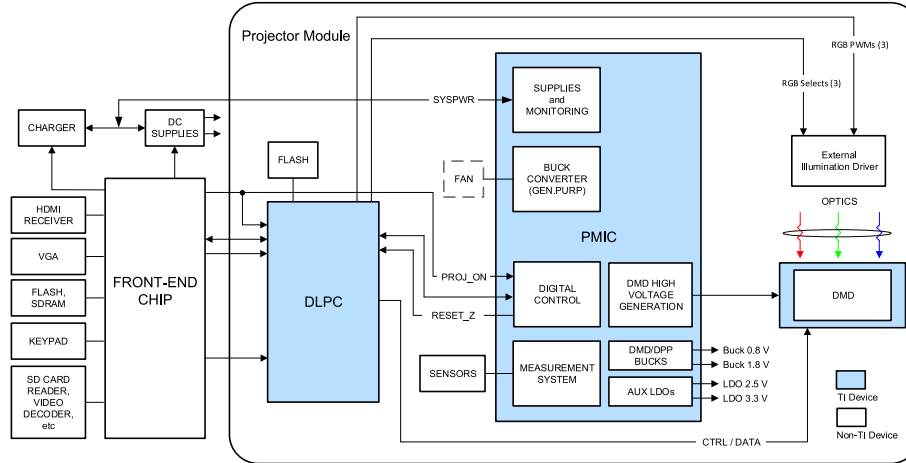 Projector Module
RGB PWMs (3)
RGB Selects (3)
SYSPWR
SUPPLIES
and
MONITORING
CHARGER
DC
SUPPLIES
FLASH
FAN
BUCK
CONVERTER
(GEN.PURP)
External
Illumination Driver
OPTICS
HDMI
RECEIVER
VGA
FLASH,
SDRAM
KEYPAD
SD CARD
READER,
VIDEO
DECODER,
etc
FRONT-END
CHIP
DLPC
PMIC
PROJ_ON
RESET_Z
DIGITAL
CONTROL
DMD HIGH
VOLTAGE
GENERATION
DMD
SENSORS
MEASUREMENT
SYSTEM
DMD/DPP
BUCKS
AUX LDOs
Buck 0.8 V
Buck 1.8 V
LDO 2.5 V
LDO 3.3 V
CTRL / DATA
TI Device
Non-TI Device